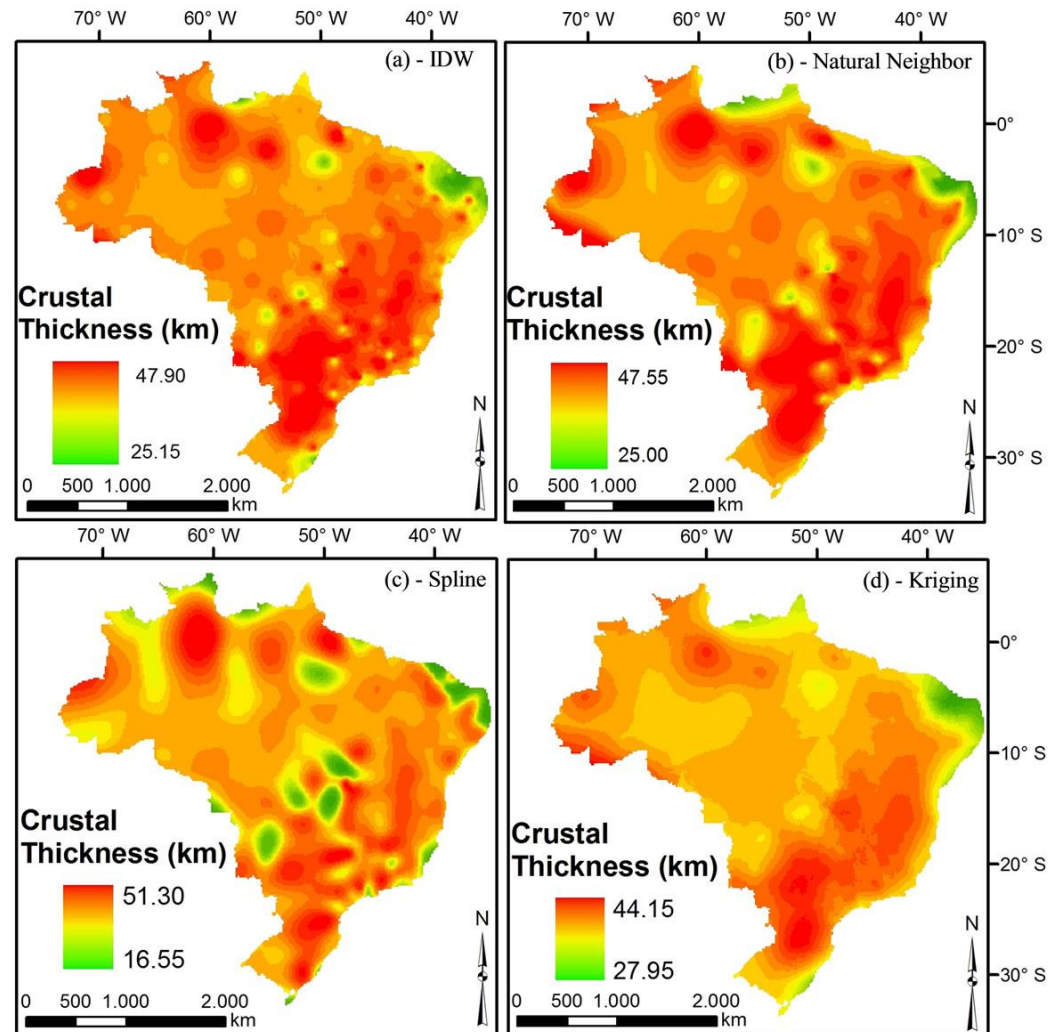 70° W 60° W 50° W 40° W 70° W 60° W 50° W 40° W
(a) - IDW
(b) - Natural Neighbor
0°
10° S
20° S
30° S
Crustal
Thickness (km)
47.90
25.15
N
0 500 1.000 2.000
km
Crustal
Thickness (km)
47.55
25.00
N
0 500 1.000 2.000
km
70° W 60° W 50° W 40° W 70° W 60° W 50° W 40° W
(c) - Spline
(d) - Kriging
0°
10° S
20° S
30° S
Crustal
Thickness (km)
51.30
16.55
N
0 500 1.000 2.000
km
Crustal
Thickness (km)
44.15
27.95
N
0 500 1.000 2.000
km